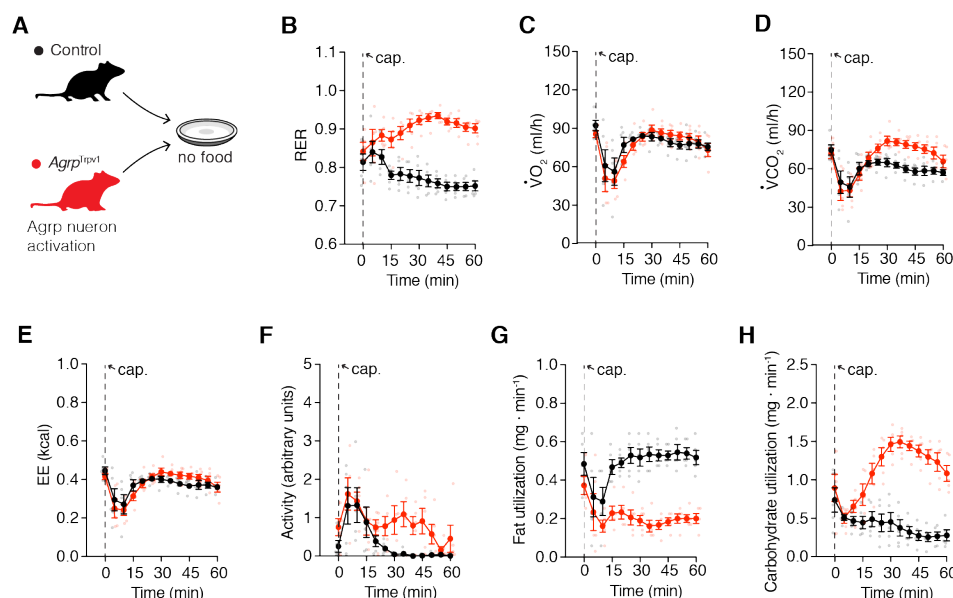 A
Control
Agrp^Trpv1
Agrp nueron
activation
no food
B
RER
1.1
1.0
0.9
0.8
0.7
0.6
cap.
0 15 30 45 60
Time (min)
C
V̇O₂ (ml/h)
150
120
90
60
30
0
cap.
0 15 30 45 60
Time (min)
D
V̇CO₂ (ml/h)
150
120
90
60
30
0
cap.
0 15 30 45 60
Time (min)
E
EE (kcal)
1.0
0.8
0.6
0.4
0.2
0.0
cap.
0 15 30 45 60
Time (min)
F
Activity (arbitrary units)
5
4
3
2
1
0
cap.
0 15 30 45 60
Time (min)
G
Fat utilization (mg · min⁻¹)
1.0
0.8
0.6
0.4
0.2
0.0
cap.
0 15 30 45 60
Time (min)
H
Carbohydrate utilization (mg · min⁻¹)
2.5
2.0
1.5
1.0
0.5
0.0
cap.
0 15 30 45 60
Time (min)